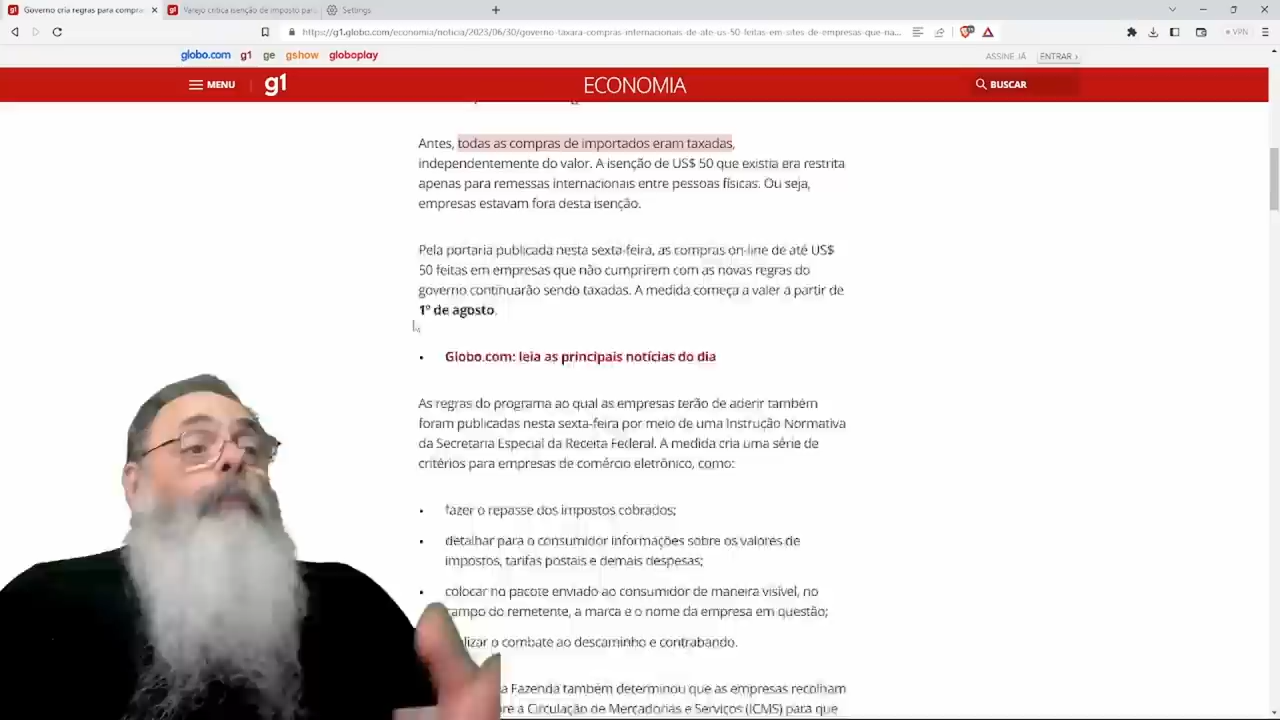 Governo cria regras para compra
Varejo critica isenção de imposto para
Settings
https://g1.globo.com/economia/noticia/2023/06/30/governo-taxara-compras-internacionais-de-ate-us-50-feitas-em-sites-de-empresas-que-na...
VPN
globo.com g1 ge gshow globoplay
ASSINE JÁ
ENTRAR ›
MENU
g1
ECONOMIA
BUSCAR
Antes, todas as compras de importados eram taxadas,
independentemente do valor. A isenção de US$ 50 que existia era restrita
apenas para remessas internacionais entre pessoas físicas. Ou seja,
empresas estavam fora desta isenção.
Pela portaria publicada nesta sexta-feira, as compras on-line de até US$
50 feitas em empresas que não cumprirem com as novas regras do
governo continuarão sendo taxadas. A medida começa a valer a partir de
1º de agosto.
• Globo.com: leia as principais notícias do dia
As regras do programa ao qual as empresas terão de aderir também
foram publicadas nesta sexta-feira por meio de uma Instrução Normativa
da Secretaria Especial da Receita Federal. A medida cria uma série de
critérios para empresas de comércio eletrônico, como:
• fazer o repasse dos impostos cobrados;
• detalhar para o consumidor informações sobre os valores de
impostos, tarifas postais e demais despesas;
• colocar no pacote enviado ao consumidor de maneira visível, no
campo do remetente, a marca e o nome da empresa em questão;
o combate ao descaminho e contrabando.
a Fazenda também determinou que as empresas recolham
a Circulação de Mercadorias e Serviços (ICMS) para que